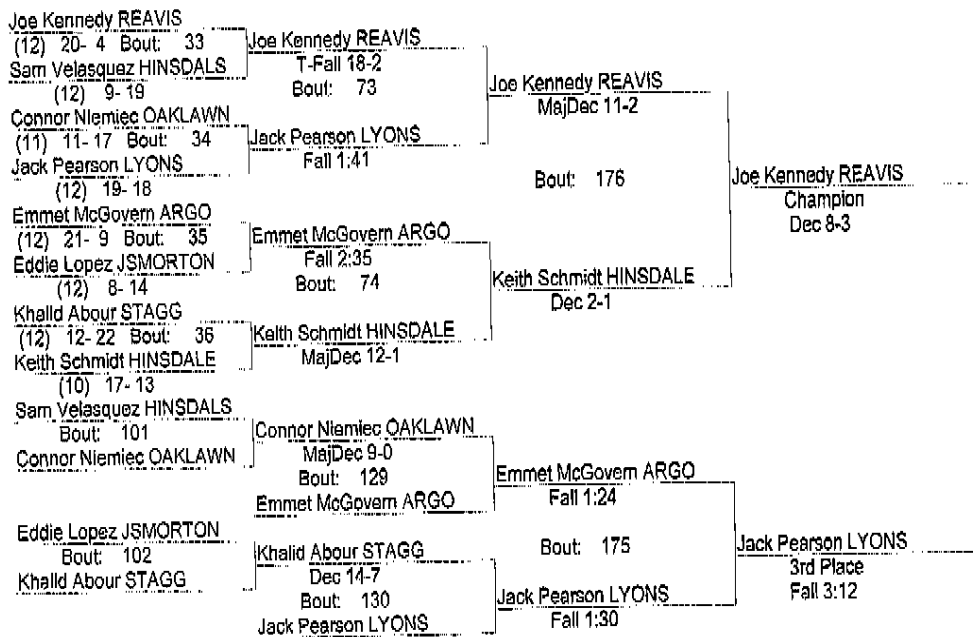 Joe Kennedy REAVIS
(12) 20- 4 Bout: 33
Sam Velasquez HINSDALS
(12) 9- 19
Connor Niemiec OAKLAWN
(11) 11- 17 Bout: 34
Jack Pearson LYONS
(12) 19- 18
Emmet McGovern ARGO
(12) 21- 9 Bout: 35
Eddie Lopez JSMORTON
(12) 8- 14
Khalid Abour STAGG
(12) 12- 22 Bout: 36
Keith Schmidt HINSDALE
(10) 17- 13
Joe Kennedy REAVIS
T-Fall 18-2
Bout: 73
Jack Pearson LYONS
Fall 1:41
Emmet McGovern ARGO
Fall 2:35
Bout: 74
Keith Schmidt HINSDALE
MajDec 12-1
Joe Kennedy REAVIS
MajDec 11-2
Bout: 176
Keith Schmidt HINSDALE
Dec 2-1
Joe Kennedy REAVIS
Champion
Dec 8-3
Sam Velasquez HINSDALS
Bout: 101
Connor Niemiec OAKLAWN
Eddie Lopez JSMORTON
Bout: 102
Khalid Abour STAGG
Connor Niemiec OAKLAWN
MajDec 9-0
Bout: 129
Emmet McGovern ARGO
Khalid Abour STAGG
Dec 14-7
Bout: 130
Jack Pearson LYONS
Emmet McGovern ARGO
Fall 1:24
Bout: 175
Jack Pearson LYONS
Fall 1:30
Jack Pearson LYONS
3rd Place
Fall 3:12